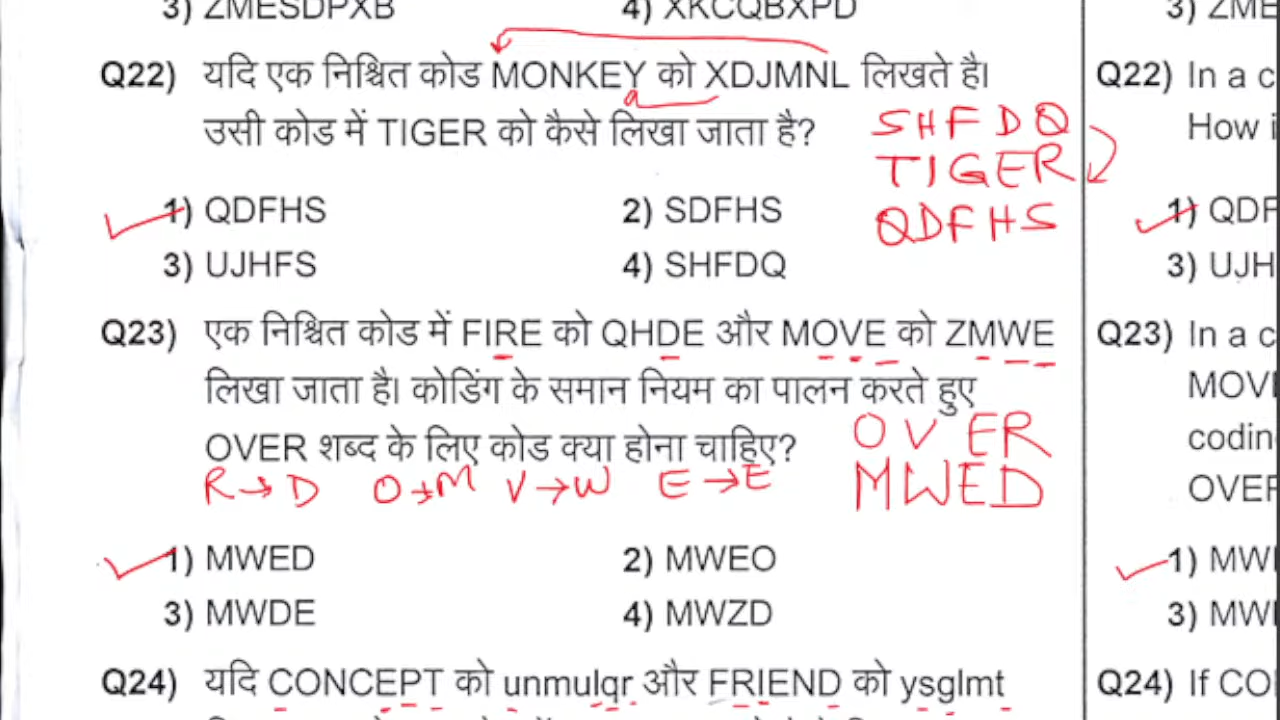 3) ZMESDPXB 4) XKCQBXPD 3) ZME
Q22) यदि एक निश्चित कोड MONKEY को XDJMNL लिखते है।
उसी कोड में TIGER को कैसे लिखा जाता है?
SHFDQ
TIGER
QDFHS
1) QDFHS 2) SDFHS
3) UJHFS 4) SHFDQ
Q23) एक निश्चित कोड में FIRE को QHDE और MOVE को ZMWE
लिखा जाता है। कोडिंग के समान नियम का पालन करते हुए
OVER शब्द के लिए कोड क्या होना चाहिए?
R→D O→M V→W E→E
OVER
MWED
1) MWED 2) MWEO
3) MWDE 4) MWZD
Q24) यदि CONCEPT को unmulqr और FRIEND को ysglmt
Q22) In a c
How i
1) QDF
3) UJH
Q23) In a c
MOVE
coding
OVER
1) MW
3) MW
Q24) If CO